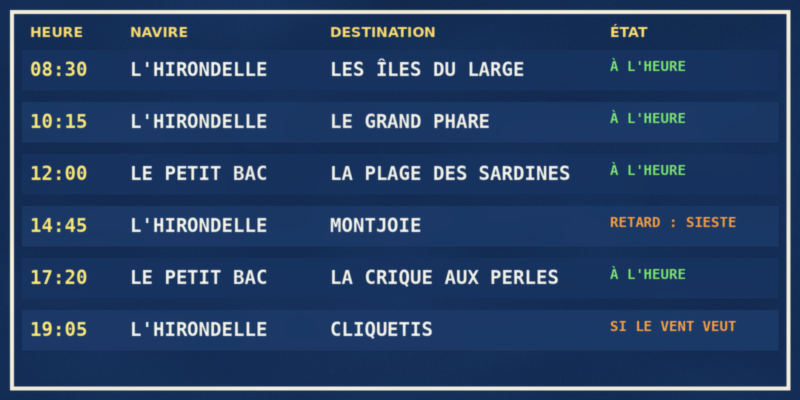 HEURE NAVIRE DESTINATION ÉTAT
08:30 L'HIRONDELLE LES ÎLES DU LARGE À L'HEURE
10:15 L'HIRONDELLE LE GRAND PHARE À L'HEURE
12:00 LE PETIT BAC LA PLAGE DES SARDINES À L'HEURE
14:45 L'HIRONDELLE MONTJOIE RETARD : SIESTE
17:20 LE PETIT BAC LA CRIQUE AUX PERLES À L'HEURE
19:05 L'HIRONDELLE CLIQUETIS SI LE VENT VEUT